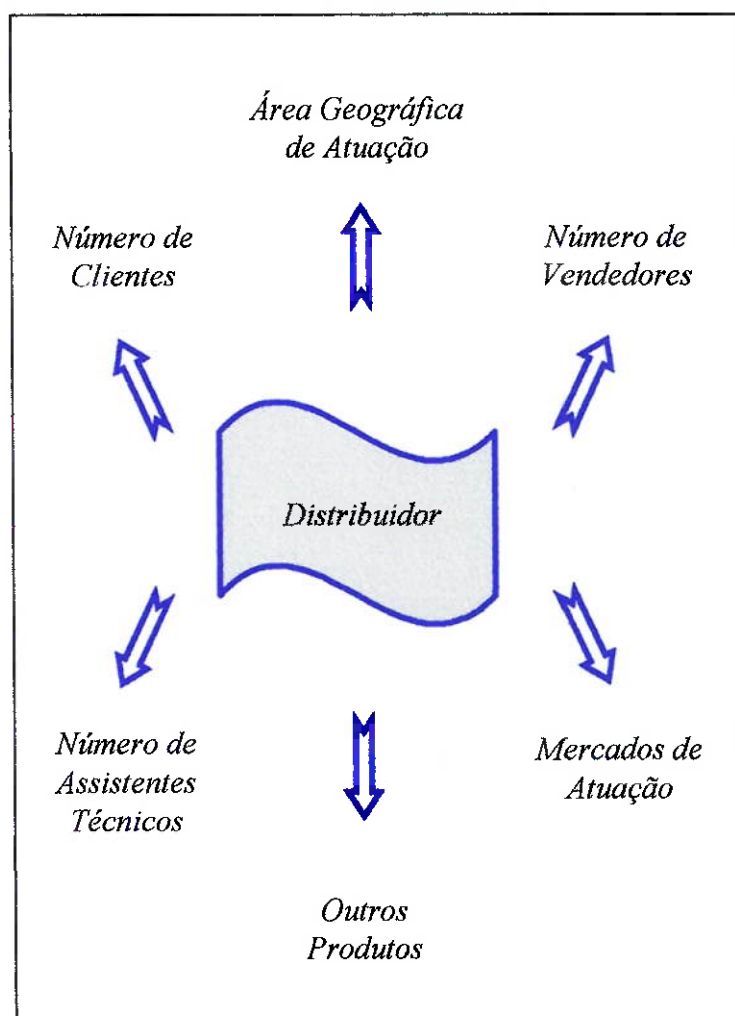 Área Geográfica
de Atuação
Número de
Clientes
Número de
Vendedores
Distribuidor
Número de
Assistentes
Técnicos
Mercados de
Atuação
Outros
Produtos